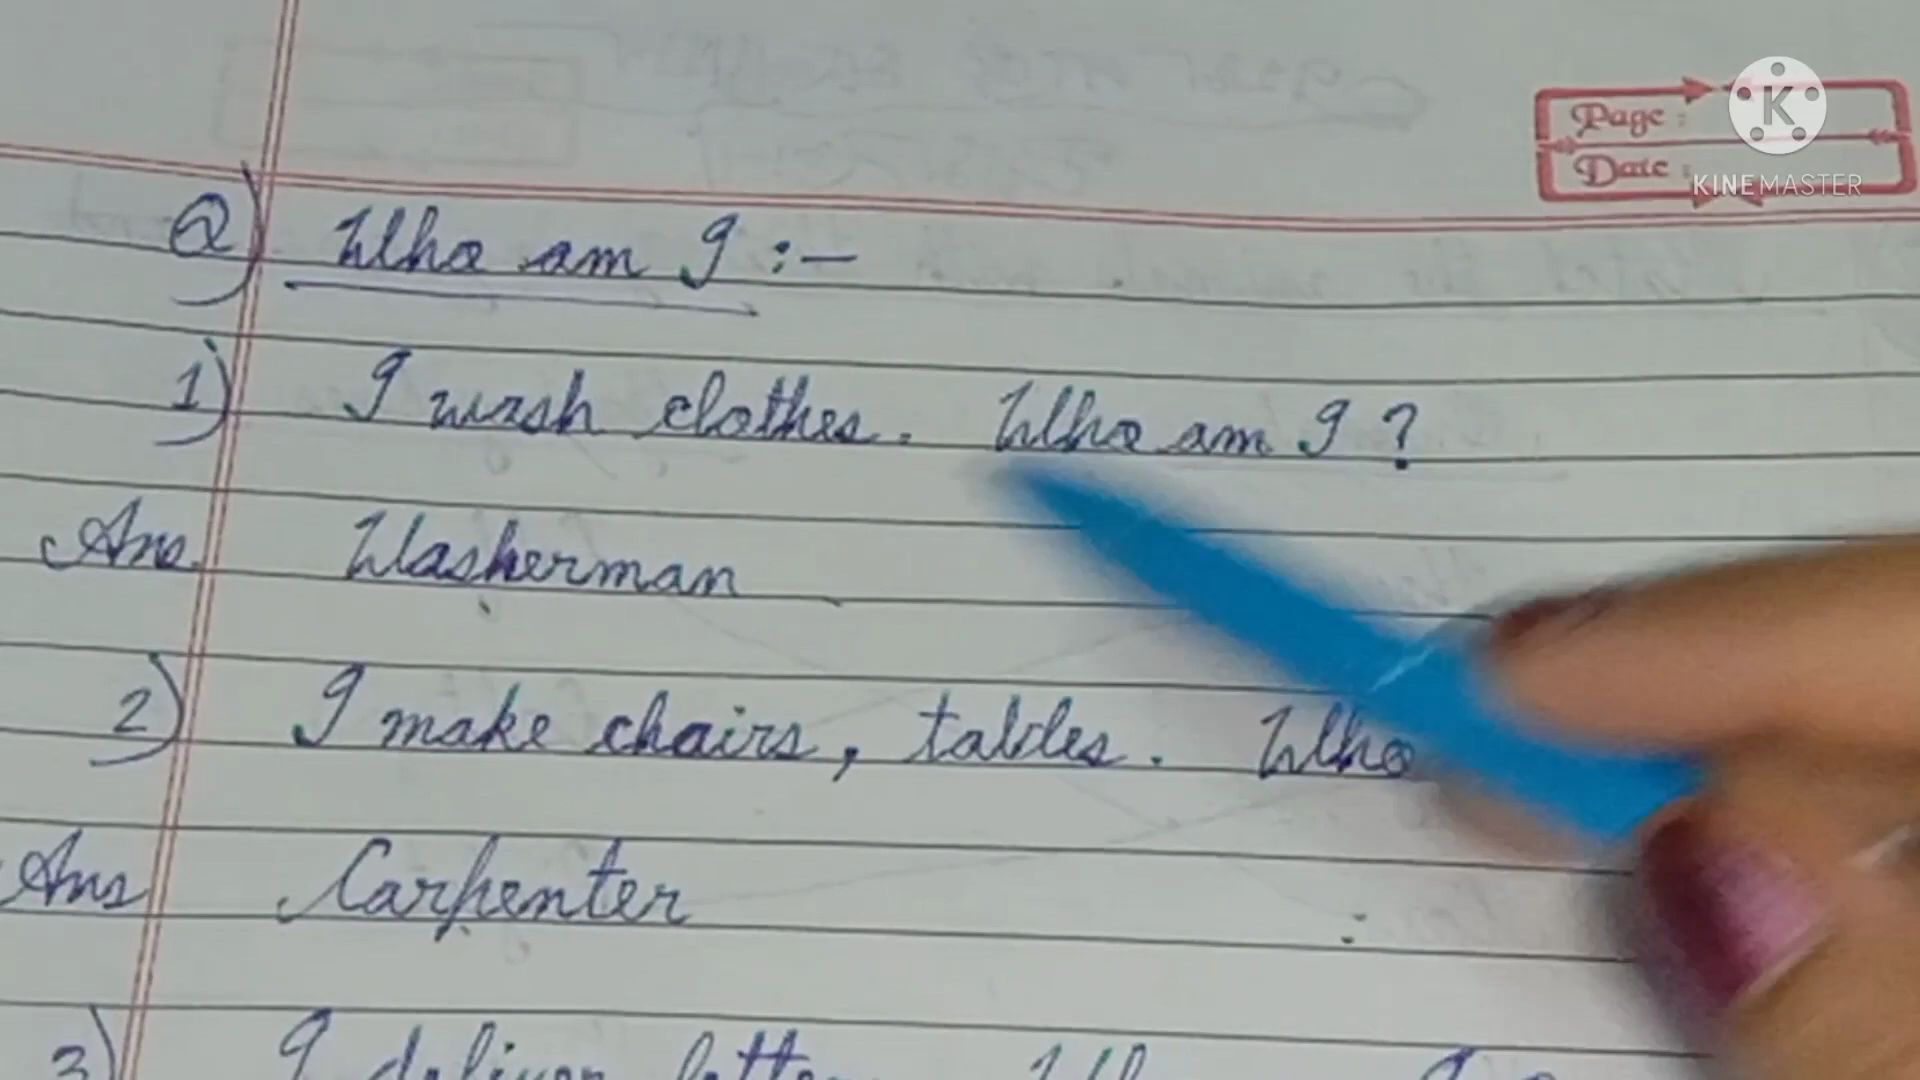 Page :
Date :
KINEMASTER
Q) Who am I :-
1) I wash clothes. Who am I ?
Ans. Washerman
2) I make chairs, tables. Who
Ans Carpenter
3) I deliver letter